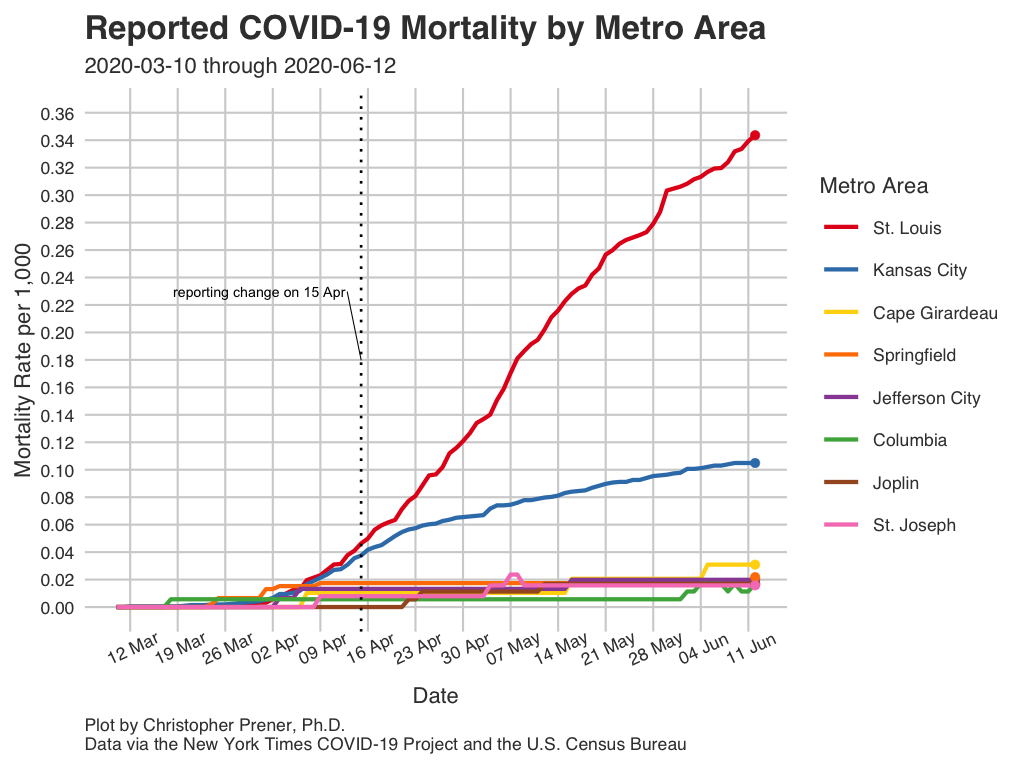 Reported COVID-19 Mortality by Metro Area
2020-03-10 through 2020-06-12
Mortality Rate per 1,000
0.36
0.34
0.32
0.30
0.28
0.26
0.24
0.22
0.20
0.18
0.16
0.14
0.12
0.10
0.08
0.06
0.04
0.02
0.00
reporting change on 15 Apr
12 Mar
19 Mar
26 Mar
02 Apr
09 Apr
16 Apr
23 Apr
30 Apr
07 May
14 May
21 May
28 May
04 Jun
11 Jun
Date
Metro Area
St. Louis
Kansas City
Cape Girardeau
Springfield
Jefferson City
Columbia
Joplin
St. Joseph
Plot by Christopher Prener, Ph.D.
Data via the New York Times COVID-19 Project and the U.S. Census Bureau